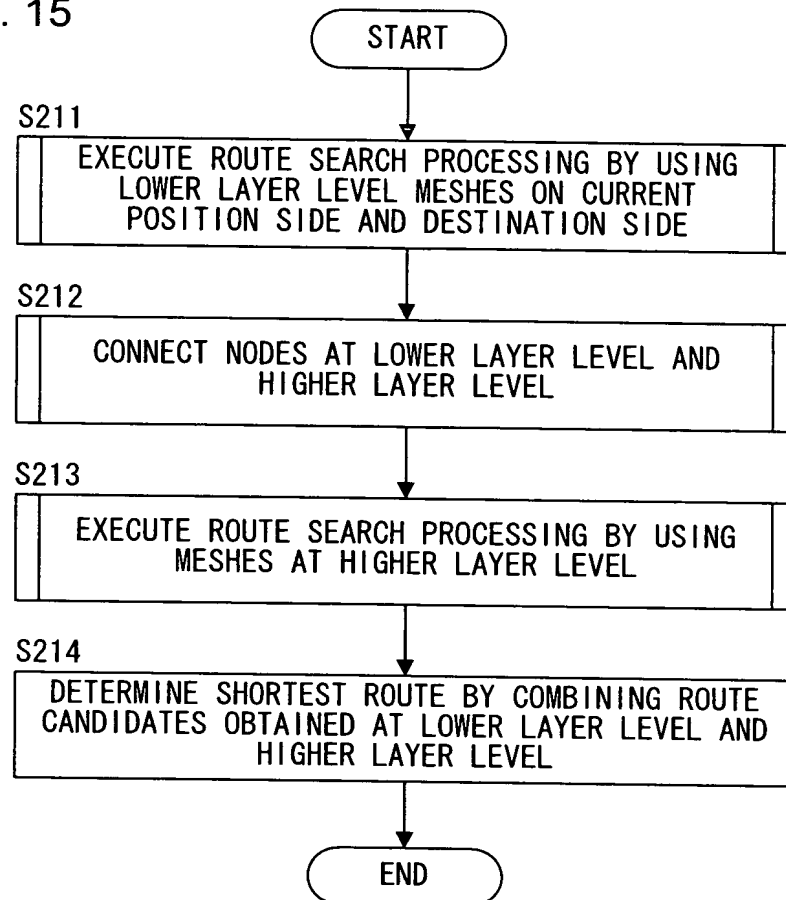 . 15
START
S211
EXECUTE ROUTE SEARCH PROCESSING BY USING
LOWER LAYER LEVEL MESHES ON CURRENT
POSITION SIDE AND DESTINATION SIDE
S212
CONNECT NODES AT LOWER LAYER LEVEL AND
HIGHER LAYER LEVEL
S213
EXECUTE ROUTE SEARCH PROCESSING BY USING
MESHES AT HIGHER LAYER LEVEL
S214
DETERMINE SHORTEST ROUTE BY COMBINING ROUTE
CANDIDATES OBTAINED AT LOWER LAYER LEVEL AND
HIGHER LAYER LEVEL
END